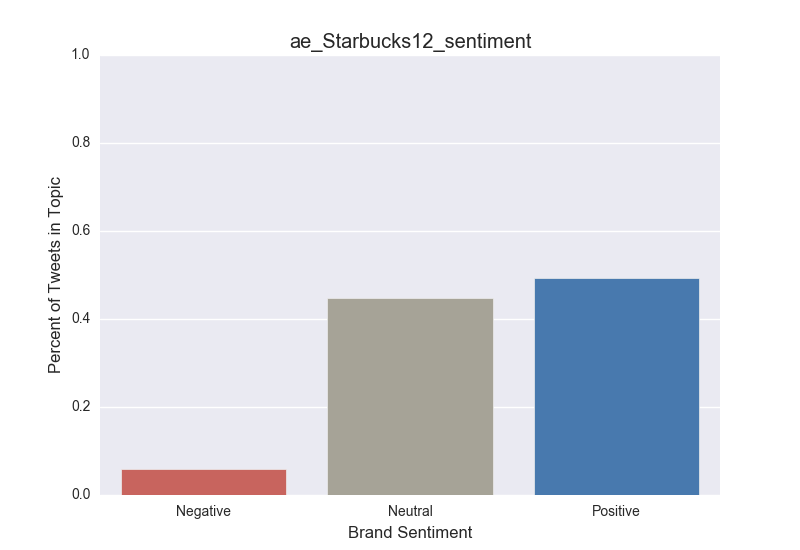 ae_Starbucks12_sentiment
1.0
0.8
0.6
0.4
0.2
0.0
Percent of Tweets in Topic
Negative Neutral Positive
Brand Sentiment